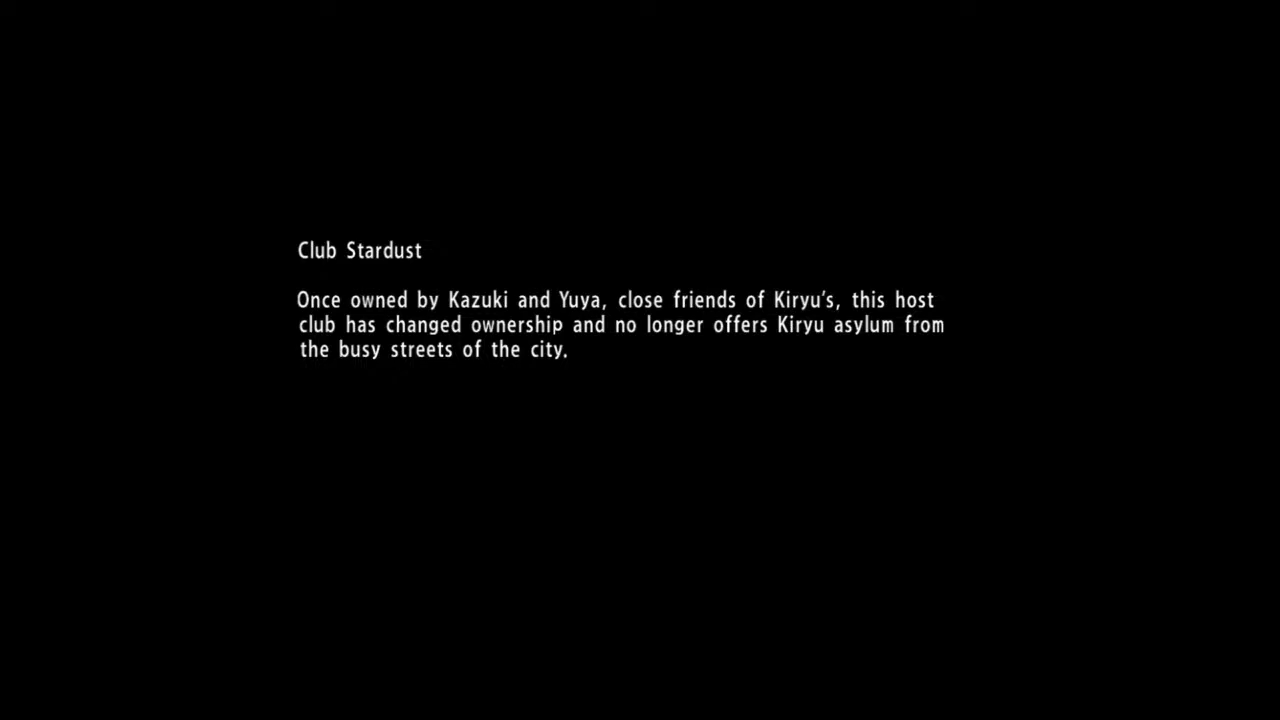 Club Stardust
Once owned by Kazuki and Yuya, close friends of Kiryu's, this host
club has changed ownership and no longer offers Kiryu asylum from
the busy streets of the city.